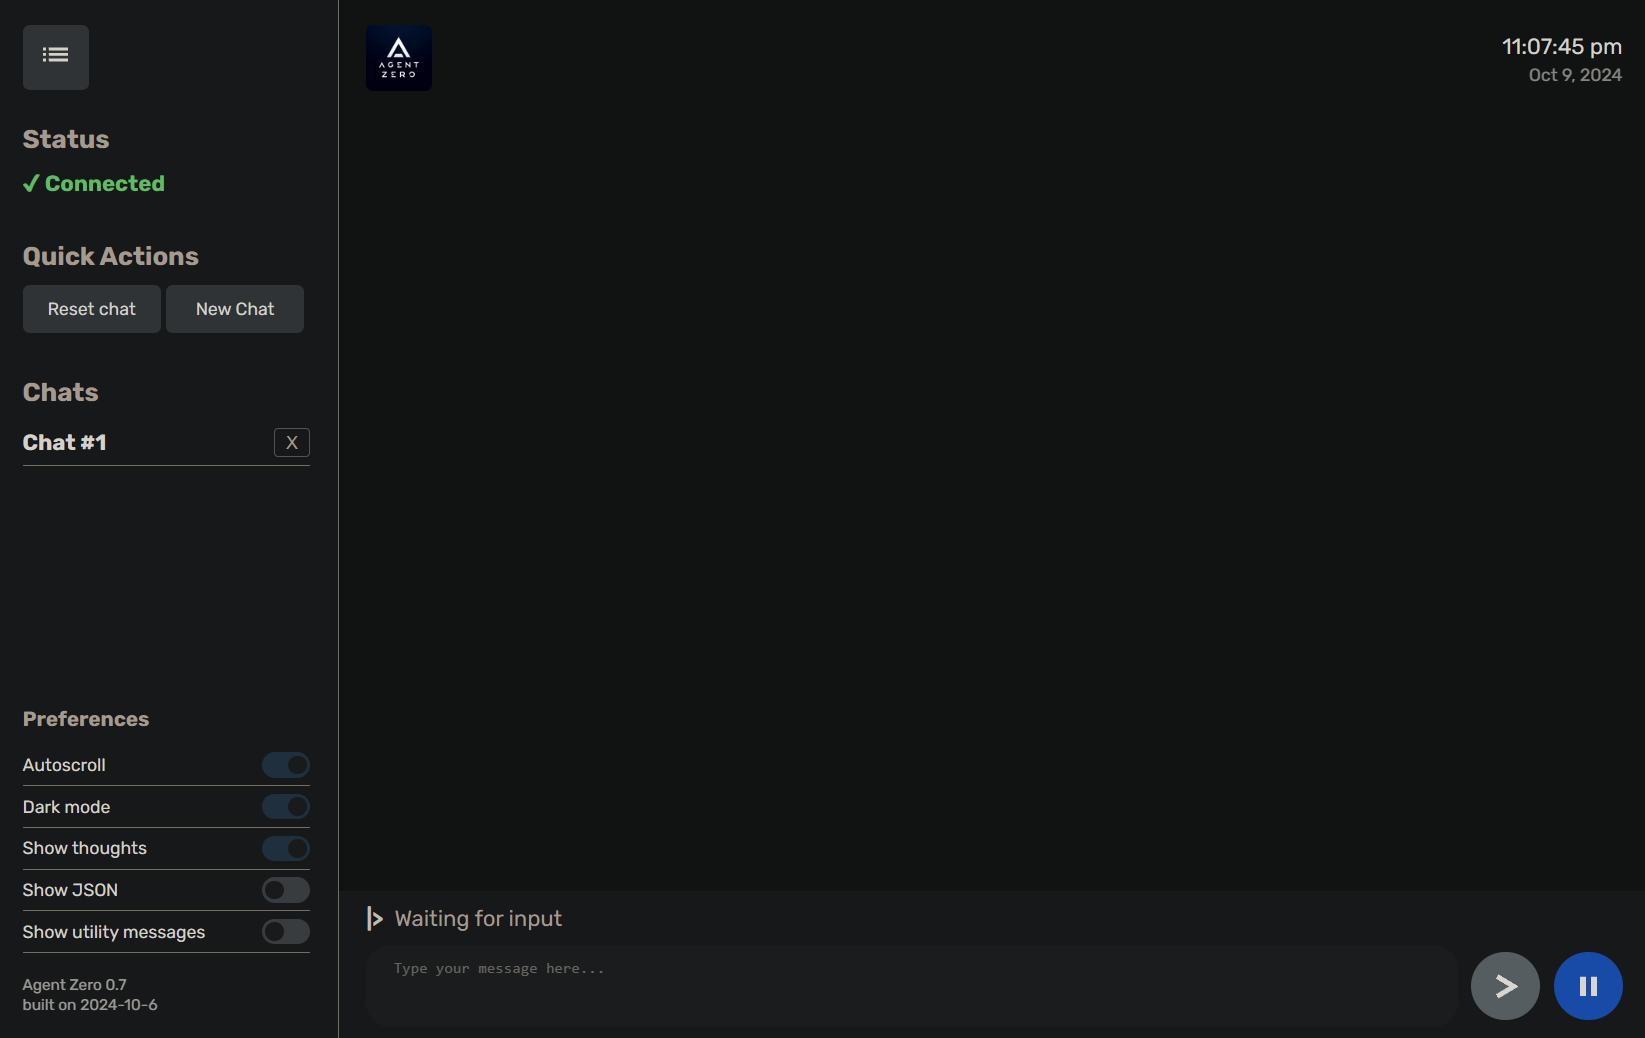 Status
✓ Connected
Quick Actions
Reset chat
New Chat
Chats
Chat #1
X
Preferences
Autoscroll
Dark mode
Show thoughts
Show JSON
Show utility messages
Agent Zero 0.7
built on 2024-10-6
AGENT
ZERO
11:07:45 pm
Oct 9, 2024
Waiting for input
Type your message here...